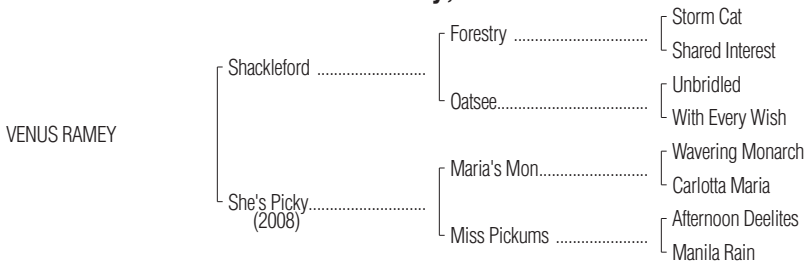 Storm Cat
Forestry ..............................
Shared Interest
Shackleford .........................
Unbridled
Oatsee...................................
With Every Wish
VENUS RAMEY
Wavering Monarch
Maria's Mon.........................
Carlotta Maria
She's Picky...........................
(2008)
Afternoon Deelites
Miss Pickums .....................
Manila Rain